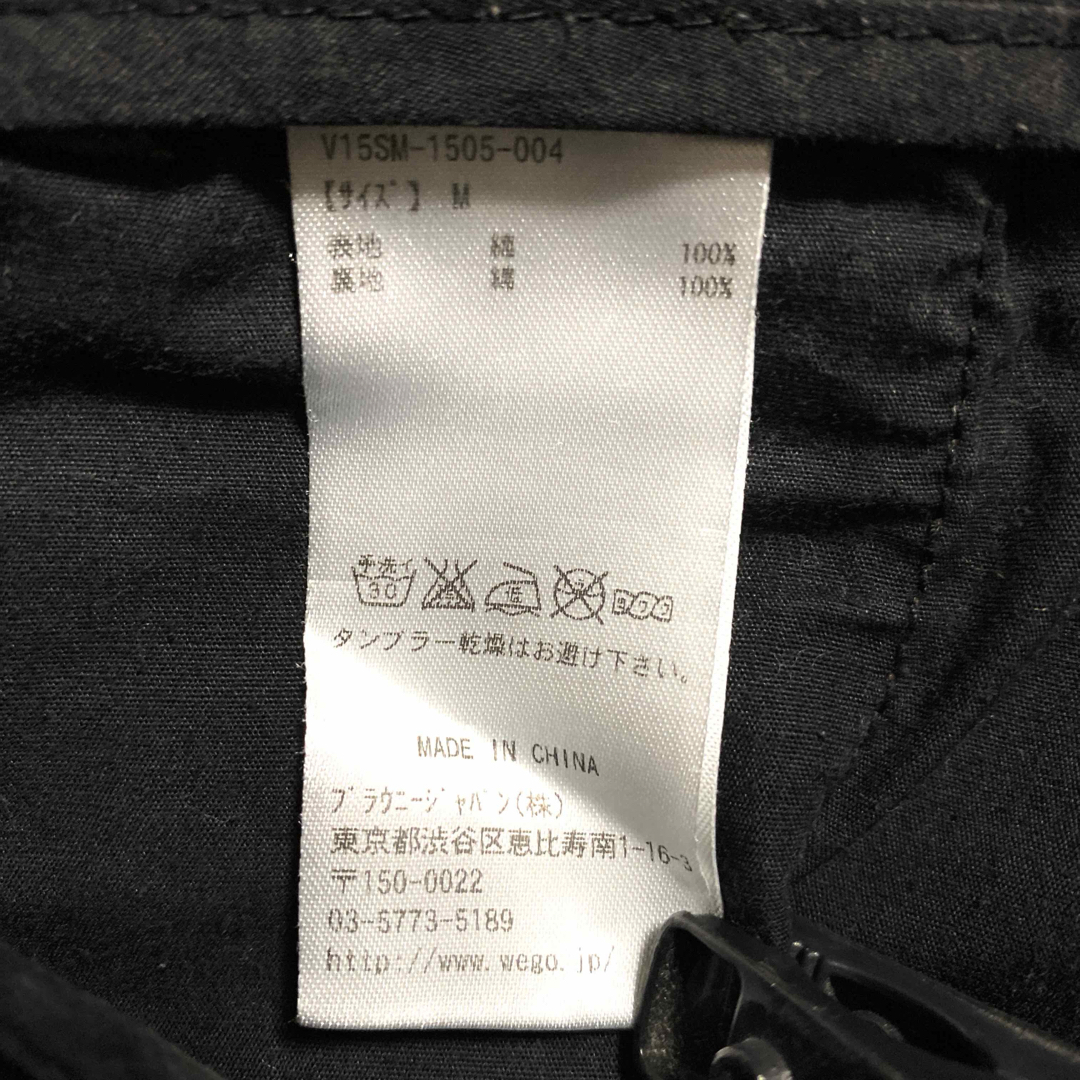 V15SM-1505-004
【サイズ】 M
表地 綿 100%
裏地 綿 100%
手洗イ
30
低
タンブラー乾燥はお避け下さい。
MADE IN CHINA
ブラウニージャパン(株)
東京都渋谷区恵比寿南1-16-3
〒150-0022
03-5773-5189
http://www.wego.jp/